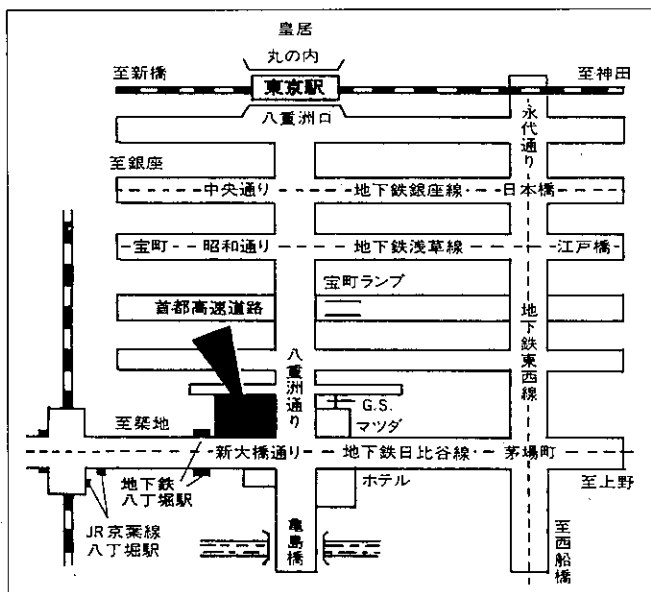 皇居
丸の内
至新橋
東京駅
至神田
八重洲口
永代通り
至銀座
中央通り
地下鉄銀座線
日本橋
宝町
昭和通り
地下鉄浅草線
江戸橋
宝町ランプ
首都高速道路
地下鉄東西線
八重洲通り
G.S.
至築地
マツダ
新大橋通り
地下鉄日比谷線
茅場町
地下鉄
八丁堀駅
ホテル
至上野
JR京葉線
八丁堀駅
亀島橋
至西船橋